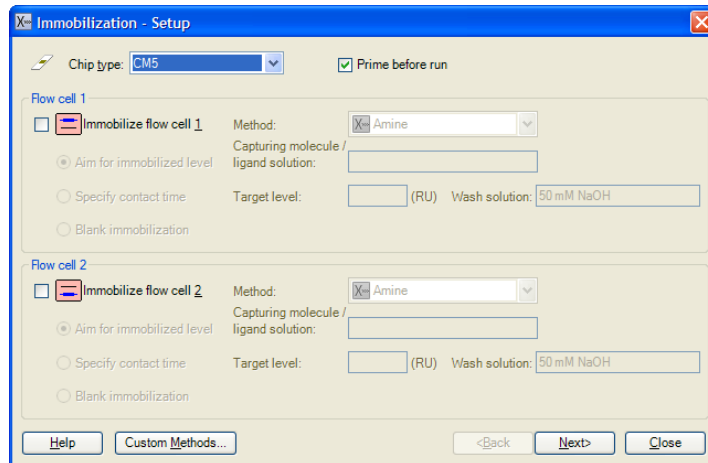 Immobilization - Setup
Chip type: CM5 Prime before run
Flow cell 1
Immobilize flow cell 1 Method: Amine
Aim for immobilized level Capturing molecule /
ligand solution:
Specify contact time Target level: (RU) Wash solution: 50 mM NaOH
Blank immobilization
Flow cell 2
Immobilize flow cell 2 Method: Amine
Aim for immobilized level Capturing molecule /
ligand solution:
Specify contact time Target level: (RU) Wash solution: 50 mM NaOH
Blank immobilization
Help Custom Methods... <Back Next> Close